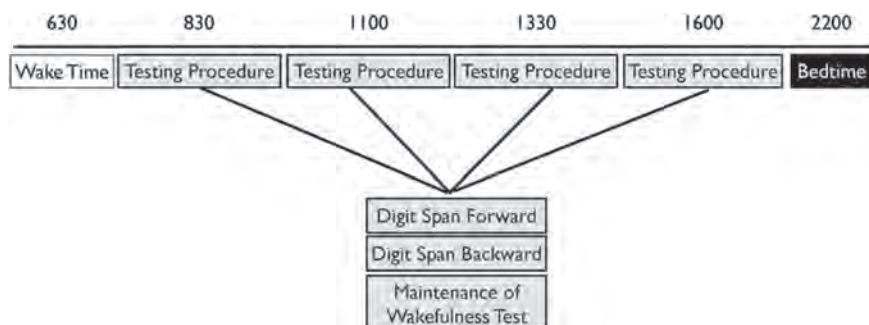 630 830 1100 1330 1600 2200
Wake Time Testing Procedure Testing Procedure Testing Procedure Testing Procedure Bedtime
Digit Span Forward
Digit Span Backward
Maintenance of
Wakefulness Test